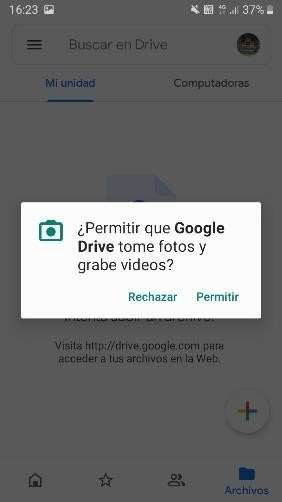 16:23 37%
Buscar en Drive
Mi unidad Computadoras
¿Permitir que Google
Drive tome fotos y
grabe videos?
Rechazar Permitir
Intenta subir un archivo.
Visita http://drive.google.com para
acceder a tus archivos en la Web.
Archivos